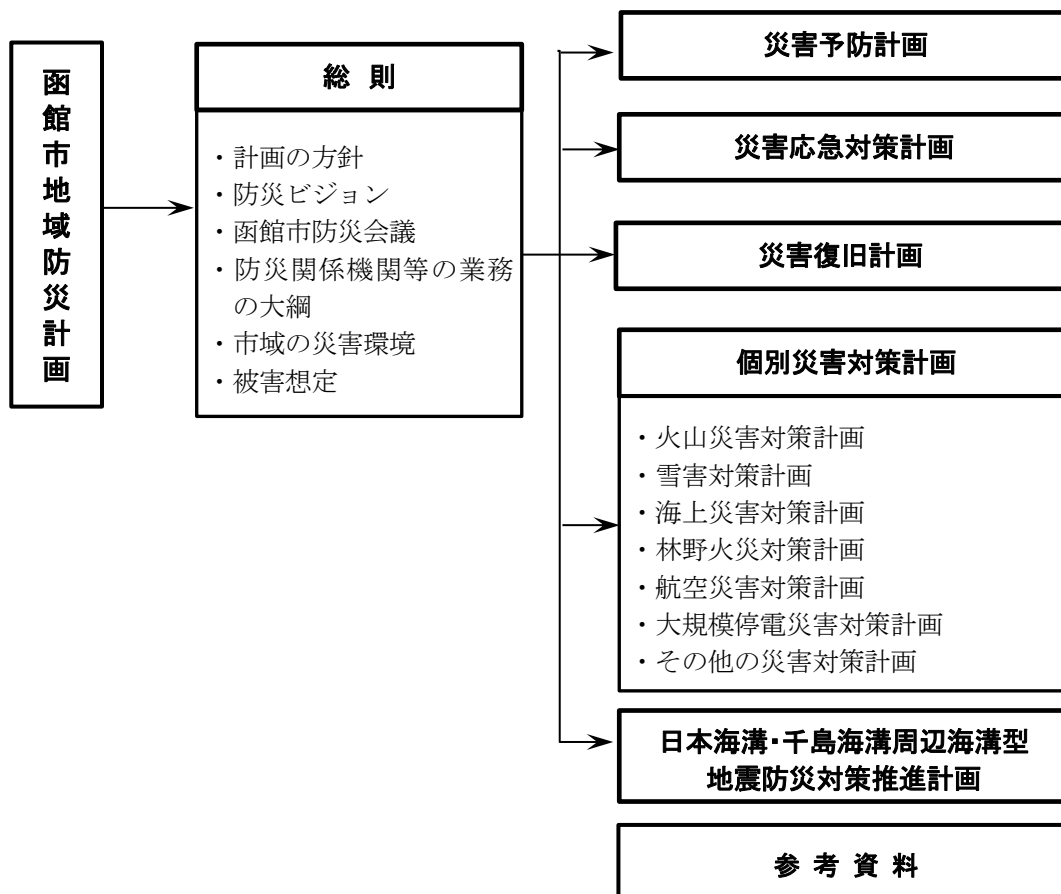 函館市地域防災計画
総 則
・計画の方針
・防災ビジョン
・函館市防災会議
・防災関係機関等の業務
の大綱
・市域の災害環境
・被害想定
災害予防計画
災害応急対策計画
災害復旧計画
個別災害対策計画
・火山災害対策計画
・雪害対策計画
・海上災害対策計画
・林野火災対策計画
・航空災害対策計画
・大規模停電災害対策計画
・その他の災害対策計画
日本海溝・千島海溝周辺海溝型
地震防災対策推進計画
参 考 資 料